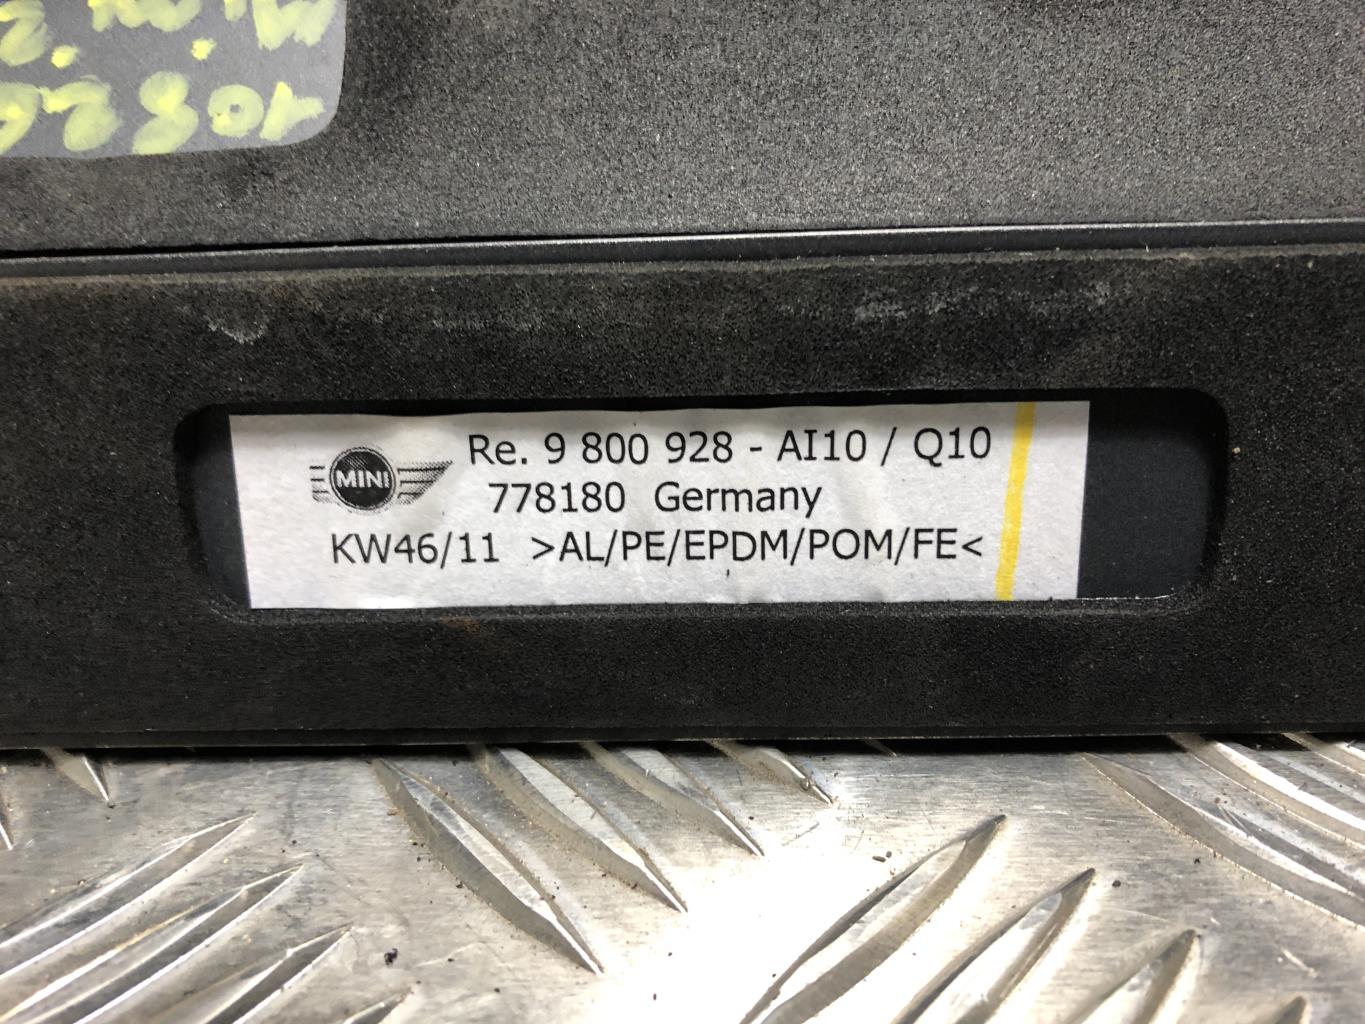 MINI
Re. 9 800 928 - AI10 / Q10
778180 Germany
KW46/11 >AL/PE/EPDM/POM/FE<